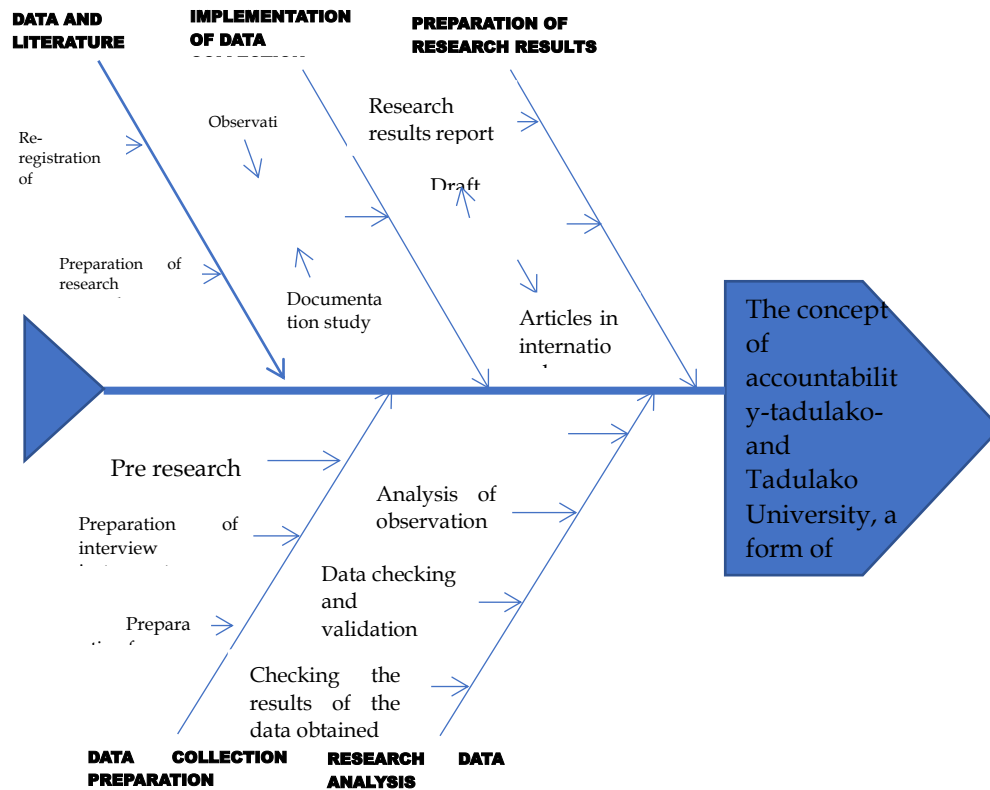 DATA AND
LITERATURE
IMPLEMENTATION
OF DATA
PREPARATION OF
RESEARCH RESULTS
Re-
registration
of
Preparation of
research
Observati
Documenta
tion study
Research
results report
Draft
Articles in
internatio
The concept
of
accountabilit
y-tadulako-
and
Tadulako
University, a
form of
Pre research
Preparation of
interview
Prepara
Analysis of
observation
Data checking
and
validation
Checking the
results of the
data obtained
DATA COLLECTION
PREPARATION
RESEARCH DATA
ANALYSIS